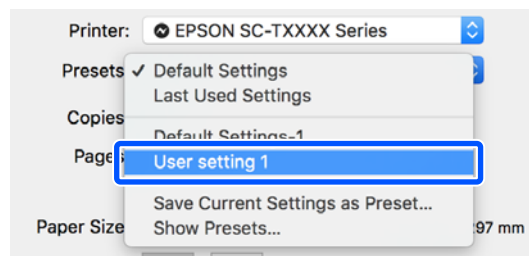 Printer: EPSON SC-TXXXX Series
Presets ✓ Default Settings
Last Used Settings
Copies
Default Settings-1
Pages
User setting 1
Save Current Settings as Preset...
Paper Size
Show Presets...
97 mm